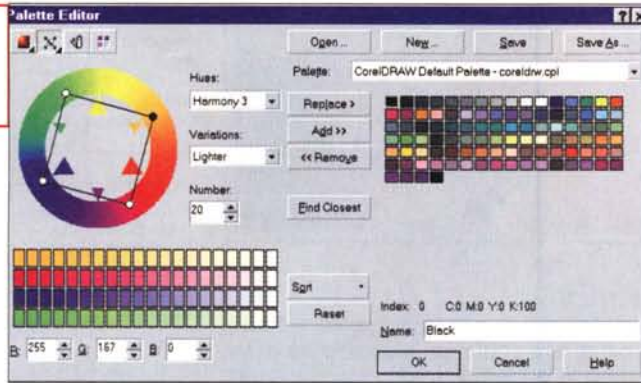 Palette Editor
Open ... New ... Save Save As ...
Hues: Palette: CorelDRAW Default Palette - coreldrw.cpl
Harmony 3 Replace >
Variations: Add >>
Lighter << Remove
Number:
20 Find Closest
Sort
Reset Index: 0 C:0 M:0 Y:0 K:100
R: 255 G: 167 B: 0 Name: Black
OK Cancel Help